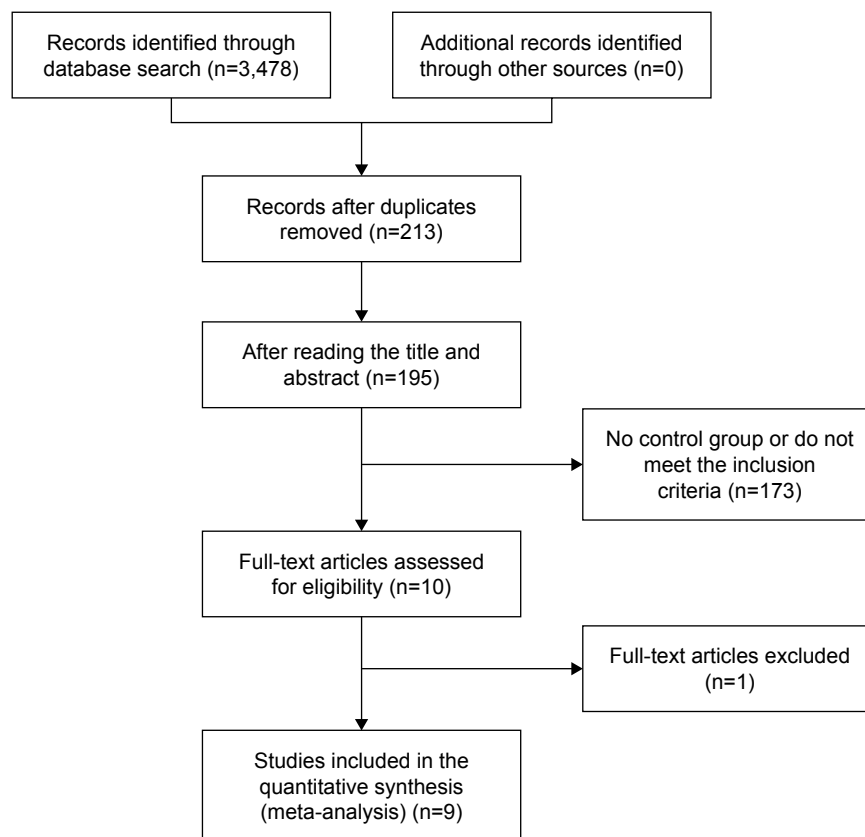 Records identified through
database search (n=3,478)
Additional records identified
through other sources (n=0)
Records after duplicates
removed (n=213)
After reading the title and
abstract (n=195)
No control group or do not
meet the inclusion
criteria (n=173)
Full-text articles assessed
for eligibility (n=10)
Full-text articles excluded
(n=1)
Studies included in the
quantitative synthesis
(meta-analysis) (n=9)